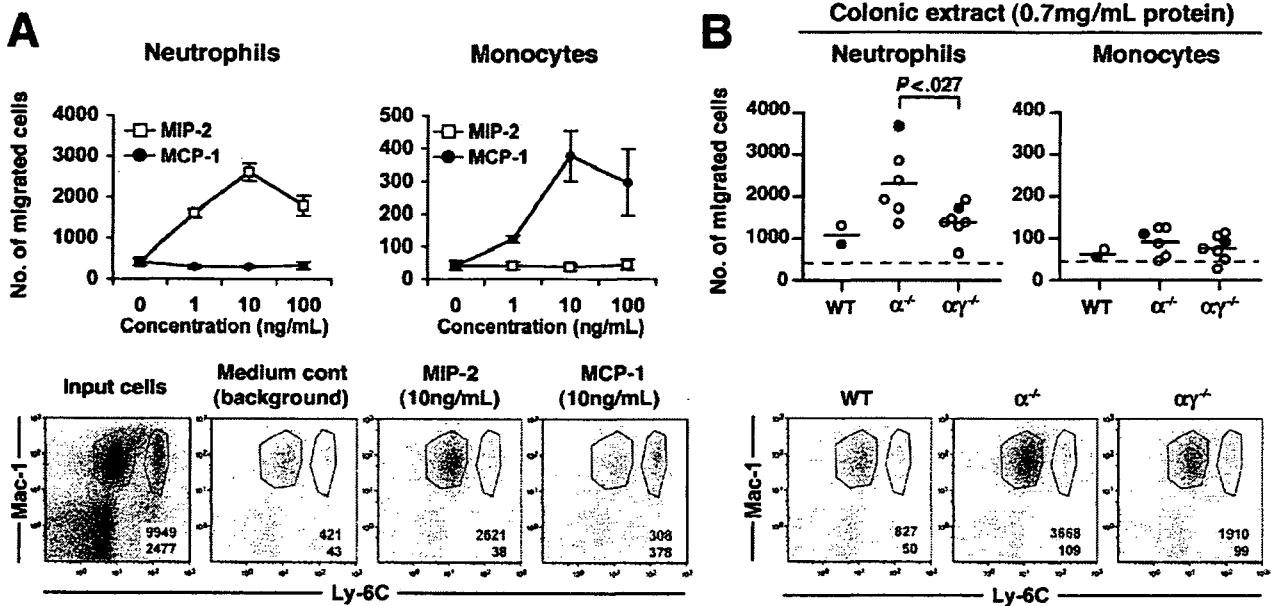 A
Neutrophils
No. of migrated cells
4000
3000
2000
1000
0
MIP-2
MCP-1
0 1 10 100
Concentration (ng/mL)
Monocytes
500
400
300
200
100
0
MIP-2
MCP-1
0 1 10 100
Concentration (ng/mL)
Input cells
Medium cont
(background)
MIP-2
(10ng/mL)
MCP-1
(10ng/mL)
Mac-1
9949
2477
421
43
2621
38
308
378
Ly-6C
B
Colonic extract (0.7mg/mL protein)
Neutrophils
P<.027
No. of migrated cells
4000
3000
2000
1000
0
WT α-/- αγ-/-
Monocytes
400
300
200
100
0
WT α-/- αγ-/-
WT
α-/-
αγ-/-
Mac-1
827
50
3668
109
1910
99
Ly-6C